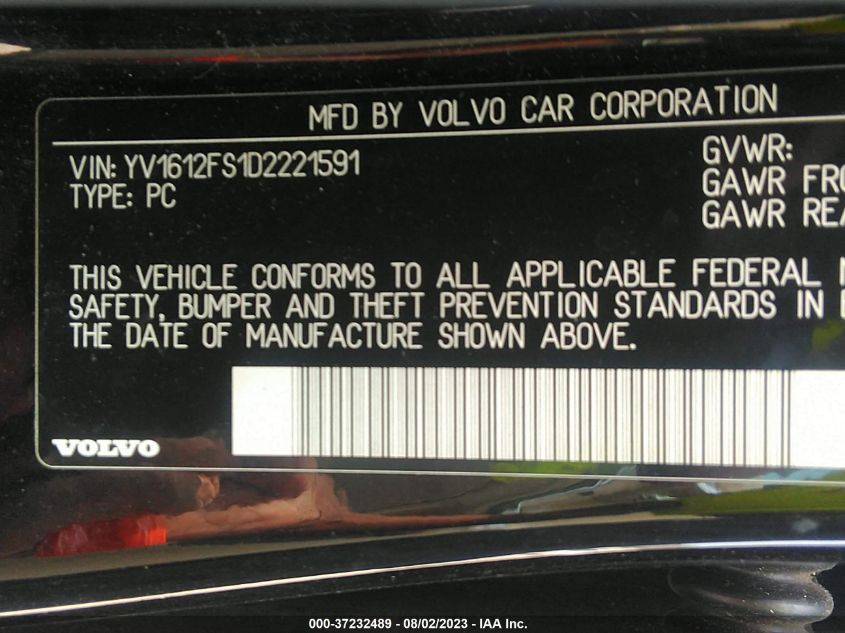 MFD BY VOLVO CAR CORPORATION
VIN: YV1612FS1D2221591
GVWR:
TYPE: PC
GAWR FRO
GAWR REA
THIS VEHICLE CONFORMS TO ALL APPLICABLE FEDERAL
SAFETY, BUMPER AND THEFT PREVENTION STANDARDS IN
THE DATE OF MANUFACTURE SHOWN ABOVE.
VOLVO
000-37232489 - 08/02/2023 - IAA Inc.